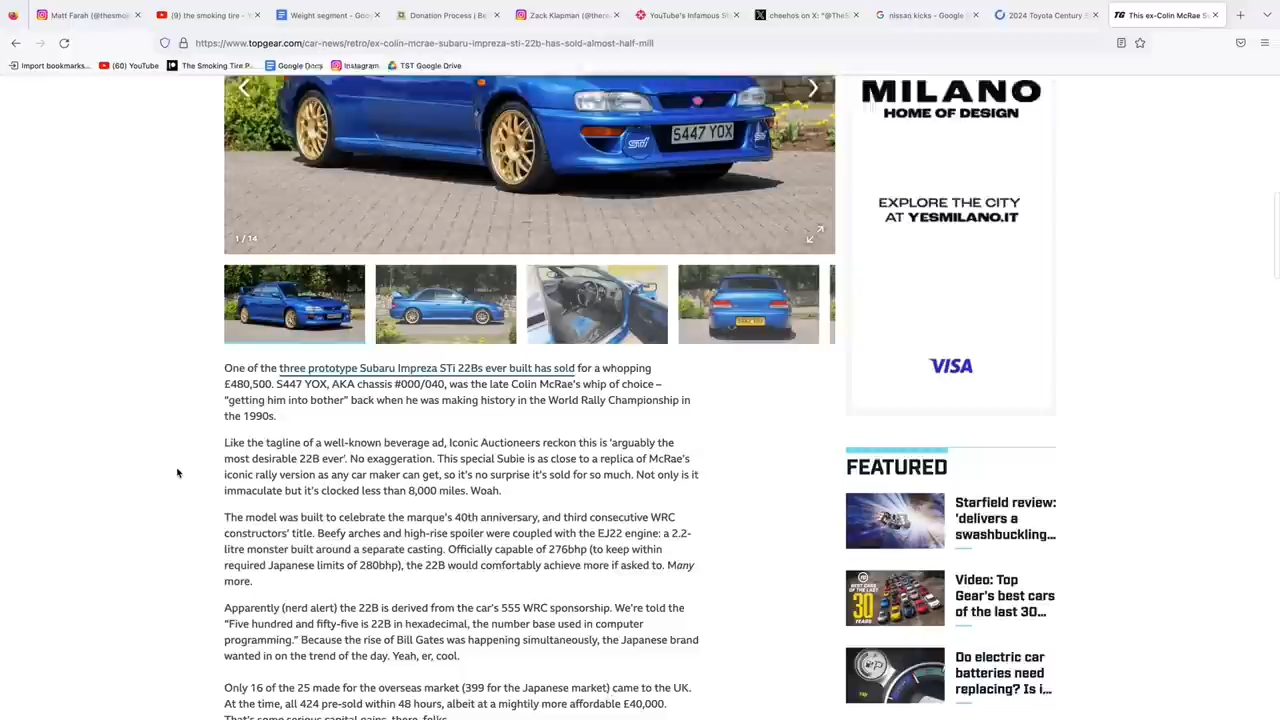 Matt Farah (@thesmoki
(9) the smoking tire -
Weight segment - Goo
Donation Process / Be
Zack Klapman (@there
YouTube's Infamous S
cheehos on X: "@TheS
nissan kicks - Google
2024 Toyota Century S
TG This ex-Colin McRae Su
https://www.topgear.com/car-news/retro/ex-colin-mcrae-subaru-impreza-sti-22b-has-sold-almost-half-mill
Import bookmarks...
(60) YouTube
The Smoking Tire P...
Google Docs
Instagram
TST Google Drive
STI
S447 YOX
1 / 14
One of the three prototype Subaru Impreza STi 22Bs ever built has sold for a whopping
£480,500. S447 YOX, AKA chassis #000/040, was the late Colin McRae's whip of choice –
"getting him into bother" back when he was making history in the World Rally Championship in
the 1990s.
Like the tagline of a well-known beverage ad, Iconic Auctioneers reckon this is 'arguably the
most desirable 22B ever'. No exaggeration. This special Subie is as close to a replica of McRae's
iconic rally version as any car maker can get, so it's no surprise it's sold for so much. Not only is it
immaculate but it's clocked less than 8,000 miles. Woah.
The model was built to celebrate the marque's 40th anniversary, and third consecutive WRC
constructors' title. Beefy arches and high-rise spoiler were coupled with the EJ22 engine: a 2.2-
litre monster built around a separate casting. Officially capable of 276bhp (to keep within
required Japanese limits of 280bhp), the 22B would comfortably achieve more if asked to. Many
more.
Apparently (nerd alert) the 22B is derived from the car's 555 WRC sponsorship. We're told the
"Five hundred and fifty-five is 22B in hexadecimal, the number base used in computer
programming." Because the rise of Bill Gates was happening simultaneously, the Japanese brand
wanted in on the trend of the day. Yeah, er, cool.
Only 16 of the 25 made for the overseas market (399 for the Japanese market) came to the UK.
At the time, all 424 pre-sold within 48 hours, albeit at a mightily more affordable £40,000.
That's some serious capital gains, there, folks.
MILANO
HOME OF DESIGN
EXPLORE THE CITY
AT YESMILANO.IT
VISA
FEATURED
Starfield review:
'delivers a
swashbuckling...
BEST CARS
OF THE LAST
30
YEARS
Video: Top
Gear's best cars
of the last 30...
Do electric car
batteries need
replacing? Is i...